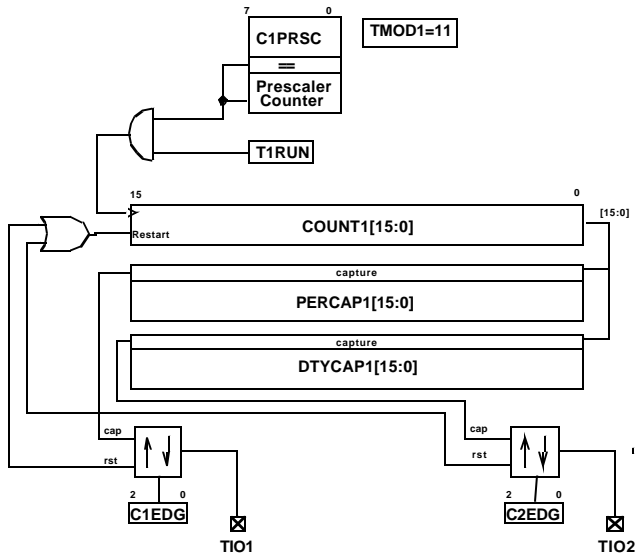 7 0
C1PRSC
TMOD1=11
==
Prescaler
Counter
T1RUN
15 0
[15:0]
COUNT1[15:0]
Restart
capture
PERCAP1[15:0]
capture
DTYCAP1[15:0]
cap
rst
cap
rst
2 0
C1EDG
2 0
C2EDG
TIO1
TIO2